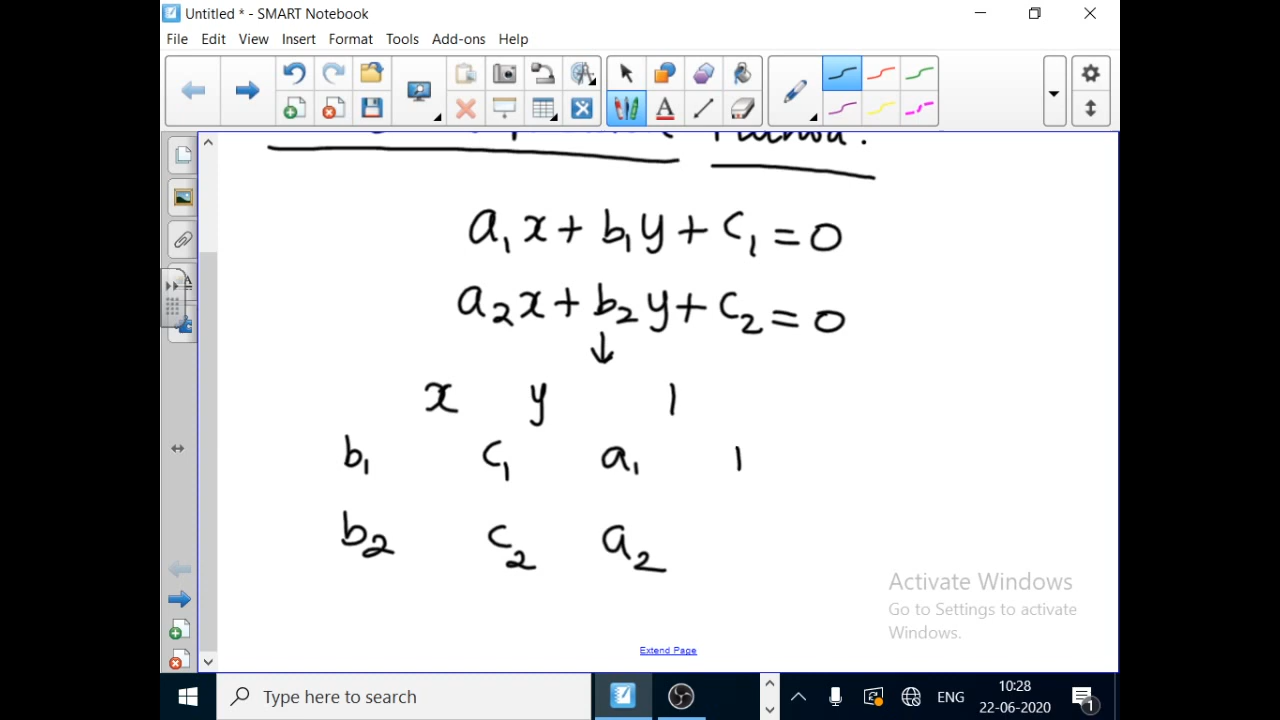 Untitled * - SMART Notebook
File Edit View Insert Format Tools Add-ons Help
a₁x + b₁y + c₁ = 0
a₂x + b₂y + c₂ = 0
↓
x y 1
b₁ c₁ a₁ 1
b₂ c₂ a₂
Activate Windows
Go to Settings to activate
Windows.
Extend Page
Type here to search
ENG
10:28
22-06-2020
1